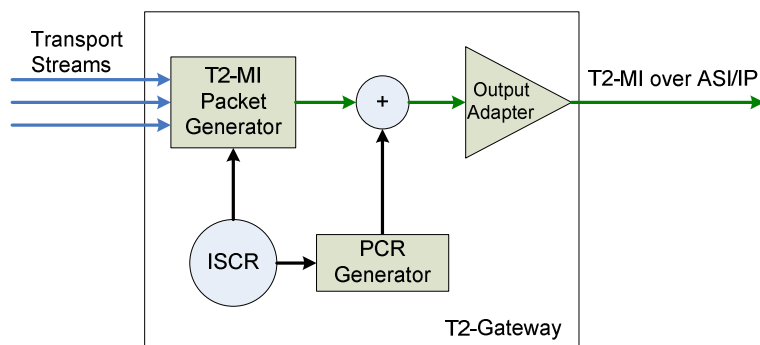 Transport
Streams
T2-MI
Packet
Generator
+
Output
Adapter
T2-MI over ASI/IP
ISCR
PCR
Generator
T2-Gateway